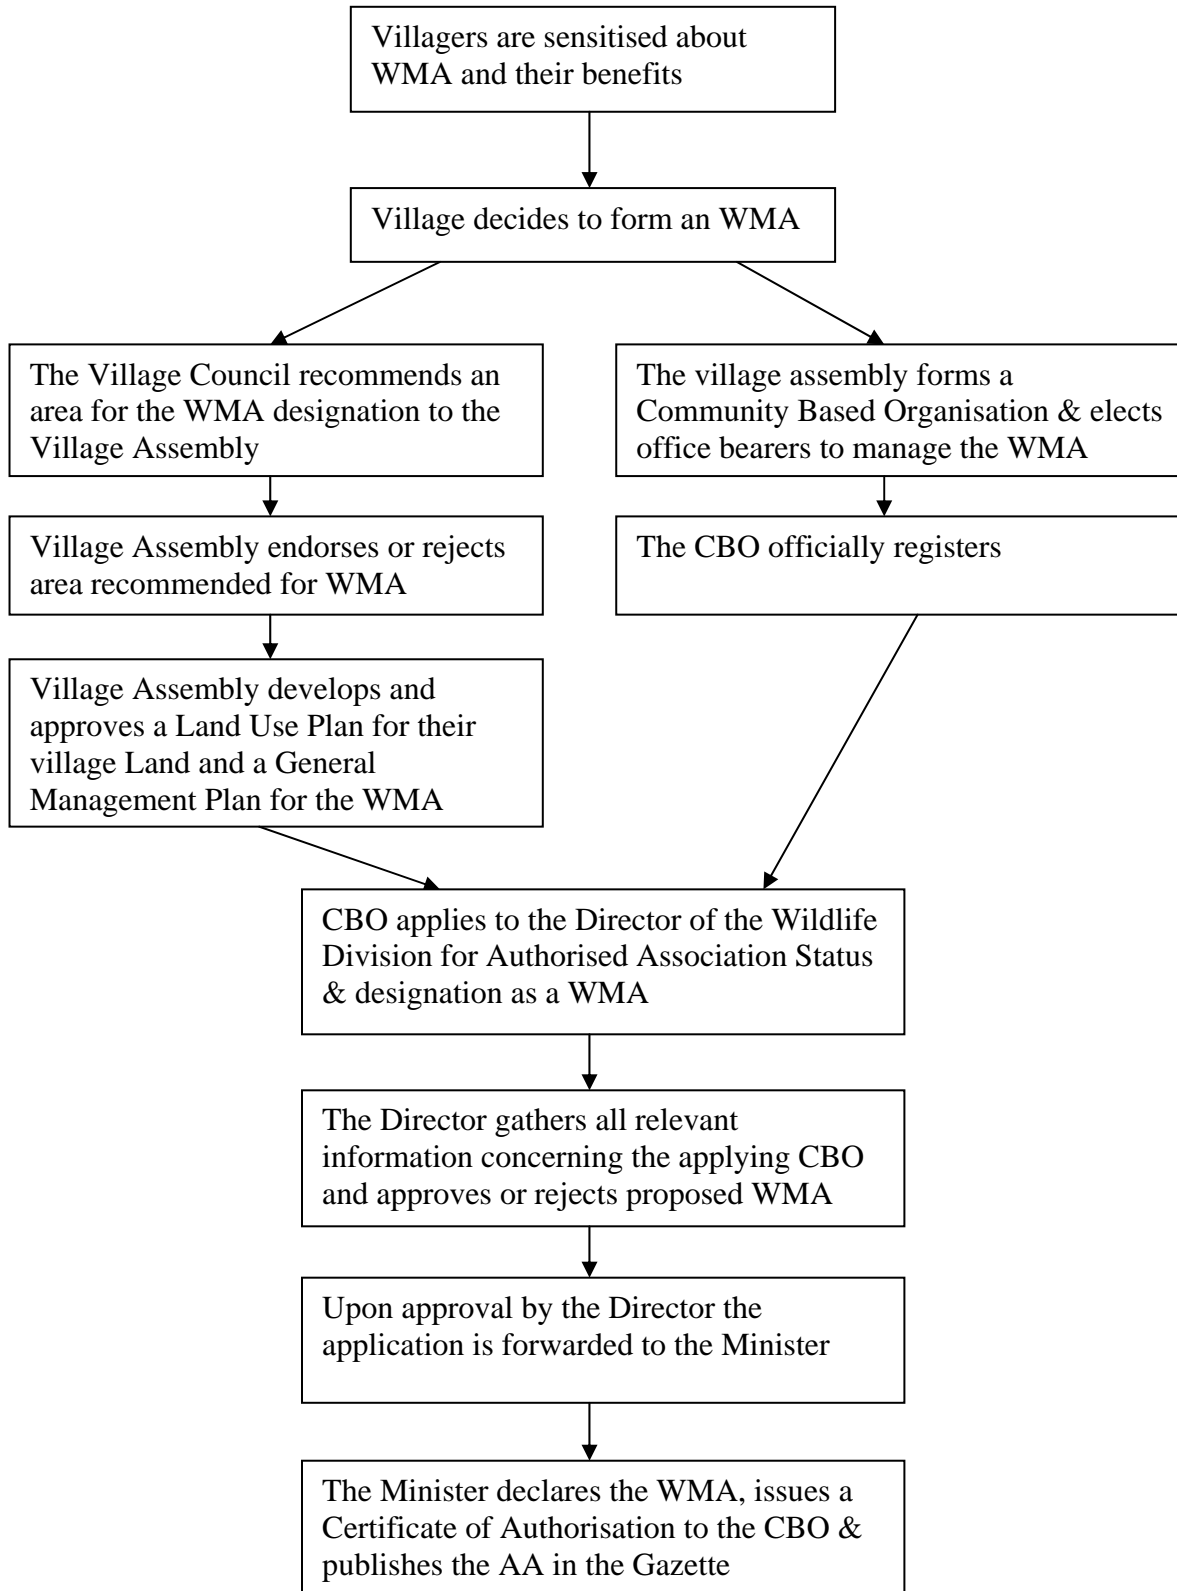 Villagers are sensitised about
WMA and their benefits
Village decides to form an WMA
The Village Council recommends an
area for the WMA designation to the
Village Assembly
The village assembly forms a
Community Based Organisation & elects
office bearers to manage the WMA
Village Assembly endorses or rejects
area recommended for WMA
The CBO officially registers
Village Assembly develops and
approves a Land Use Plan for their
village Land and a General
Management Plan for the WMA
CBO applies to the Director of the Wildlife
Division for Authorised Association Status
& designation as a WMA
The Director gathers all relevant
information concerning the applying CBO
and approves or rejects proposed WMA
Upon approval by the Director the
application is forwarded to the Minister
The Minister declares the WMA, issues a
Certificate of Authorisation to the CBO &
publishes the AA in the Gazette